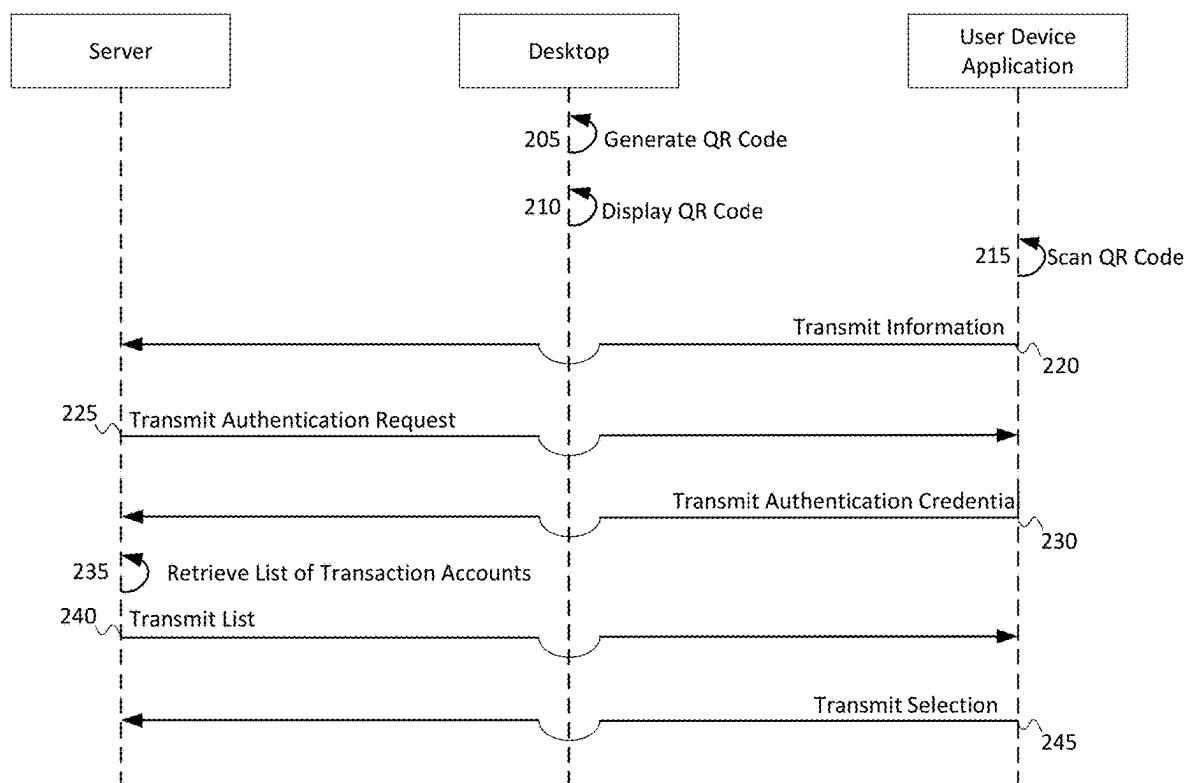 Server
Desktop
User Device
Application
205
Generate QR Code
210
Display QR Code
215
Scan QR Code
Transmit Information
220
225
Transmit Authentication Request
Transmit Authentication Credentia
230
235
Retrieve List of Transaction Accounts
240
Transmit List
Transmit Selection
245